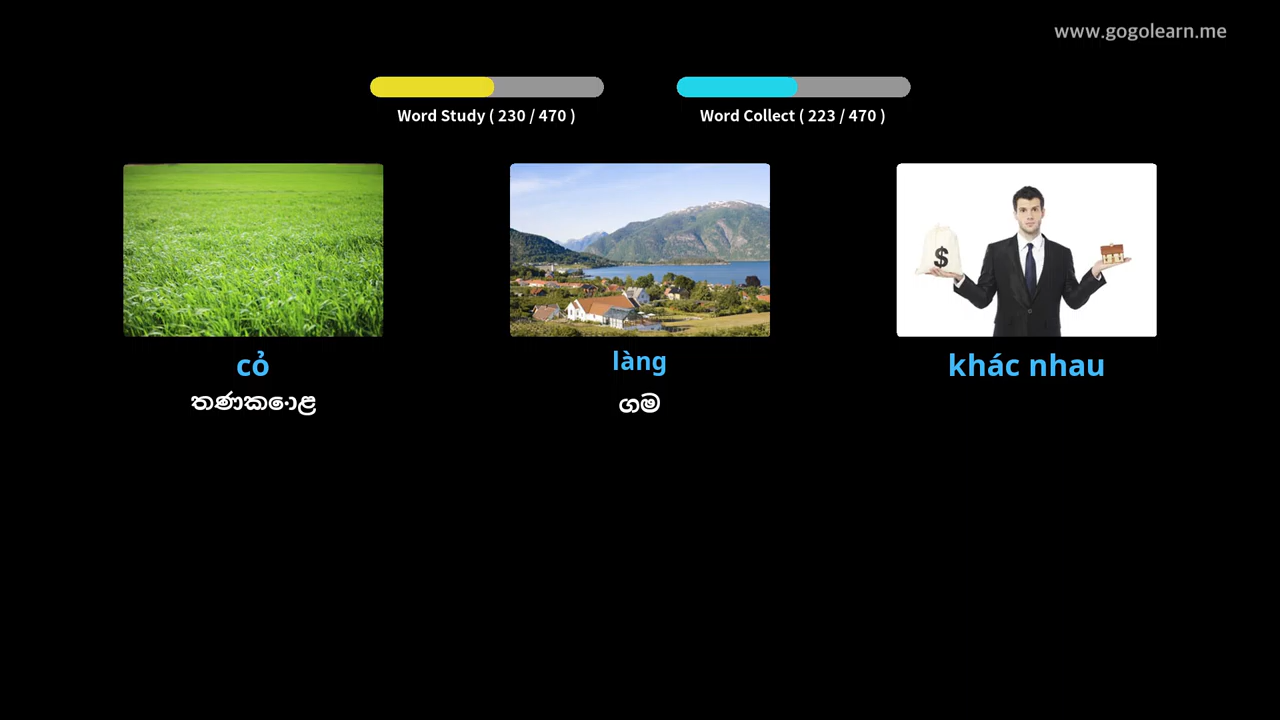 www.gogolearn.me
Word Study ( 230 / 470 )
Word Collect ( 223 / 470 )
cỏ
làng
khác nhau
තණකොළ
ගම
$